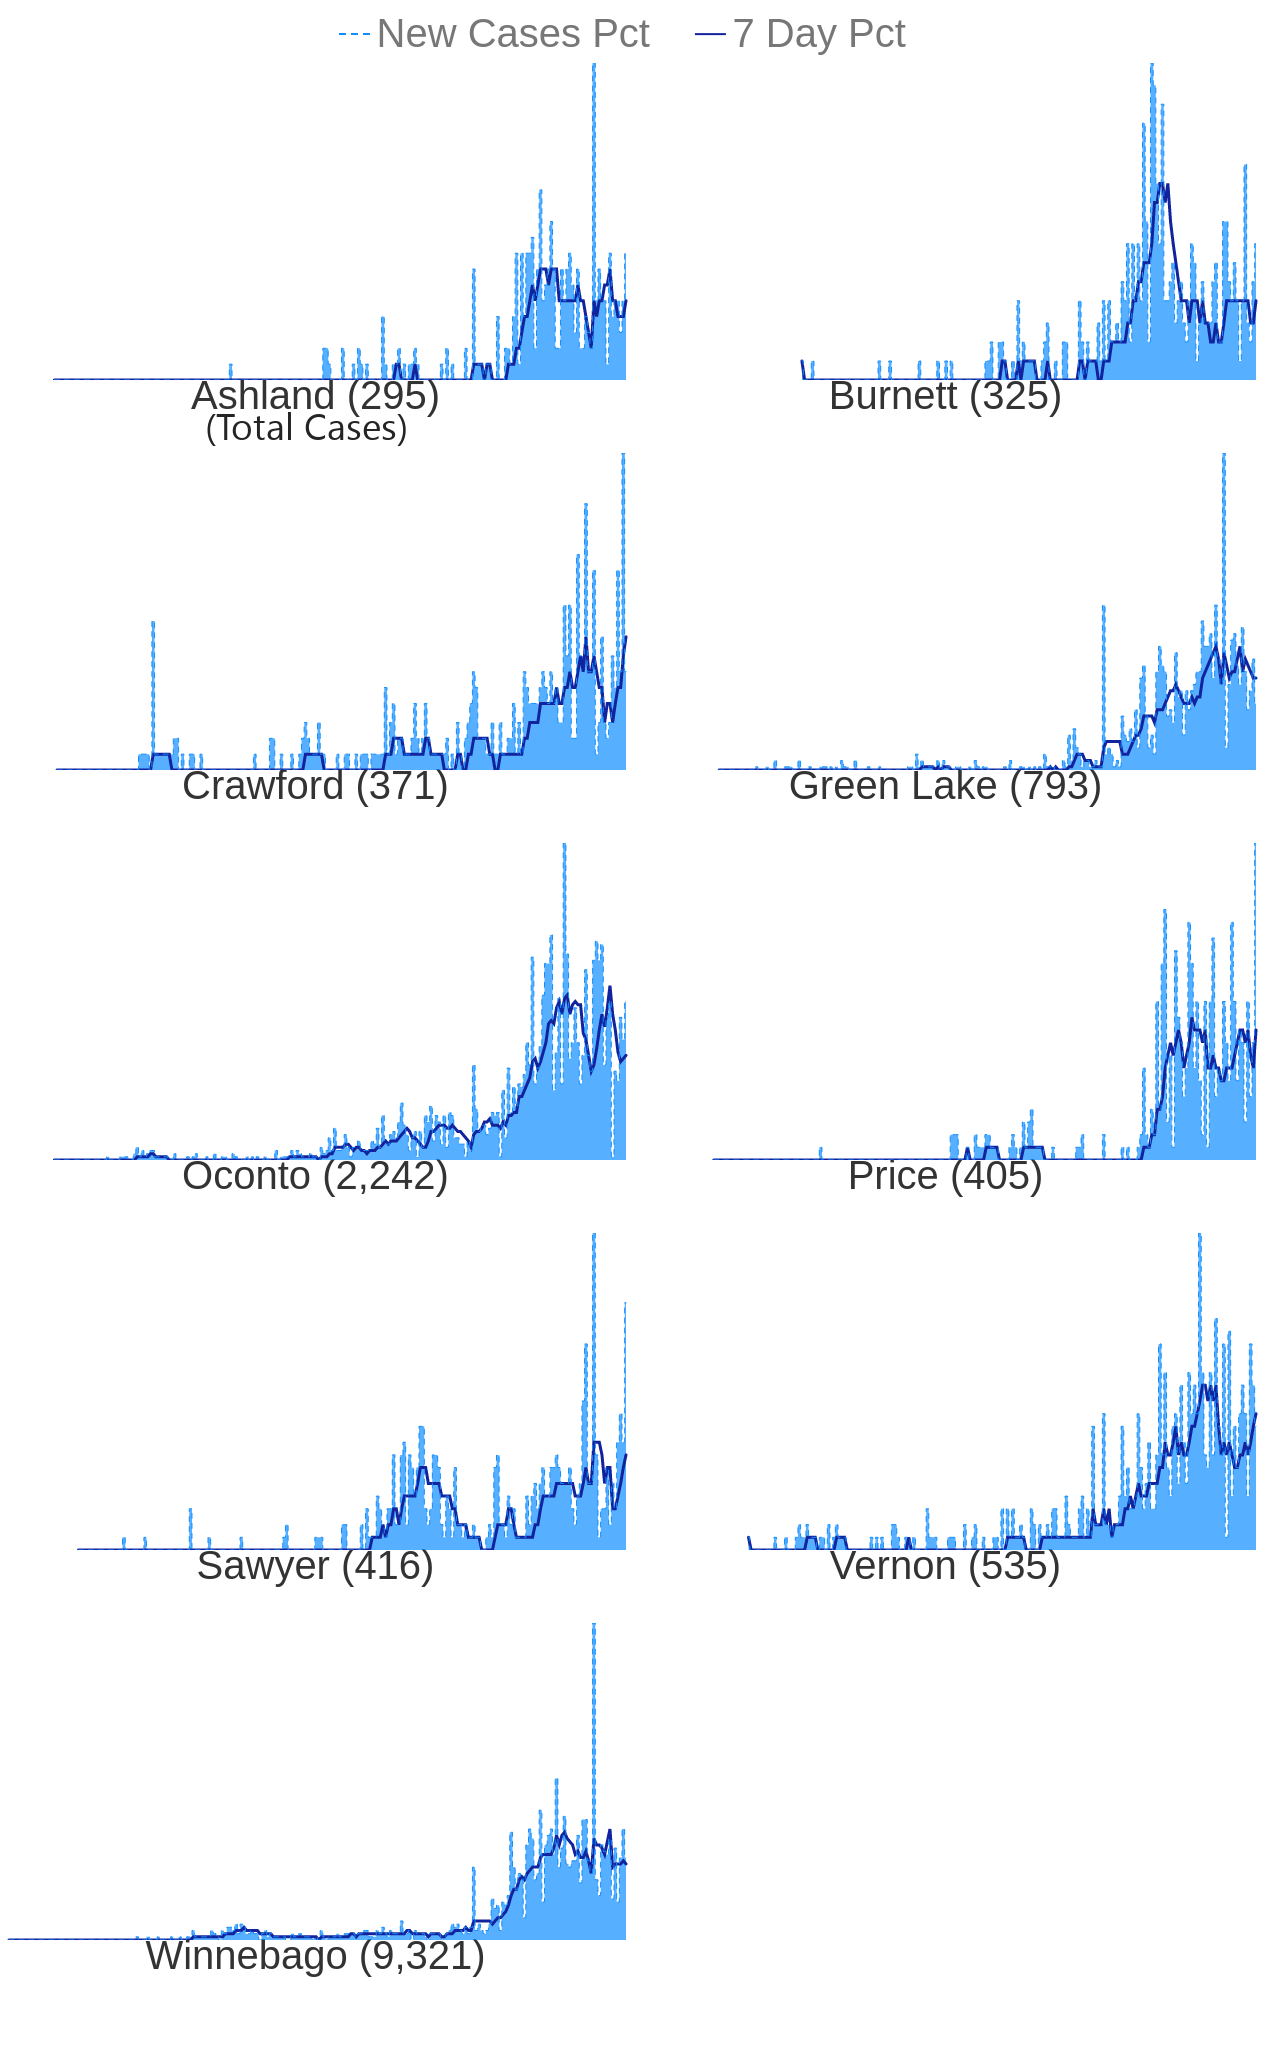 New Cases Pct 7 Day Pct
Ashland (295) Burnett (325)
(Total Cases)
Crawford (371) Green Lake (793)
Oconto (2,242) Price (405)
Sawyer (416) Vernon (535)
Winnebago (9,321)